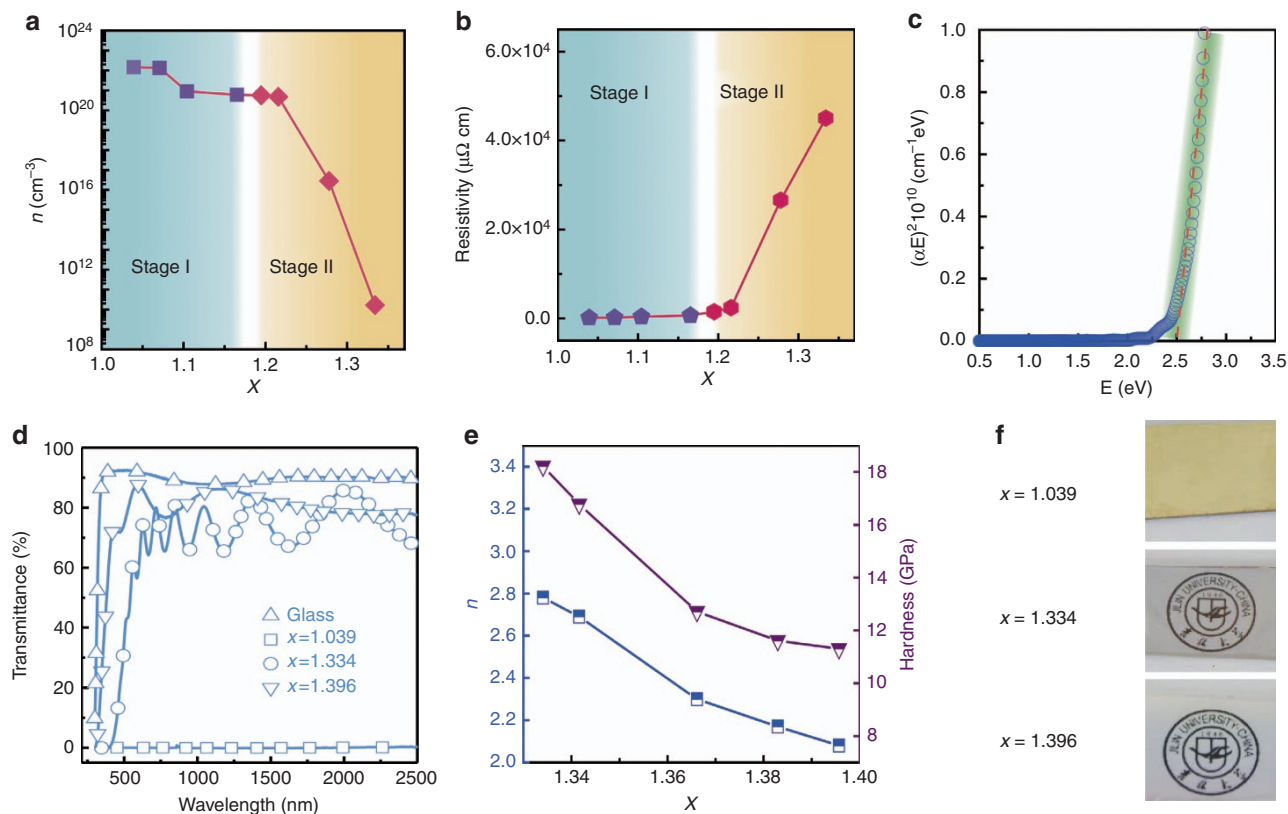 a
10^24
10^20
10^16
10^12
10^8
n (cm^−3)
Stage I
Stage II
1.0
1.1
1.2
1.3
X
b
6.0×10^4
4.0×10^4
2.0×10^4
0.0
Resistivity (μΩ cm)
Stage I
Stage II
1.0
1.1
1.2
1.3
X
c
1.0
0.8
0.6
0.4
0.2
0.0
(αE)^2 10^10 (cm^−1eV)
0.5
1.0
1.5
2.0
2.5
3.0
3.5
E (eV)
d
100
80
60
40
20
0
Transmittance (%)
Glass
x=1.039
x=1.334
x=1.396
500
1000
1500
2000
2500
Wavelength (nm)
e
3.4
3.2
3.0
2.8
2.6
2.4
2.2
2.0
n
18
16
14
12
10
8
Hardness (GPa)
1.34
1.36
1.38
1.40
X
f
x = 1.039
x = 1.334
JILIN UNIVERSITY·CHINA
1946
x = 1.396
JILIN UNIVERSITY·CHINA
1946